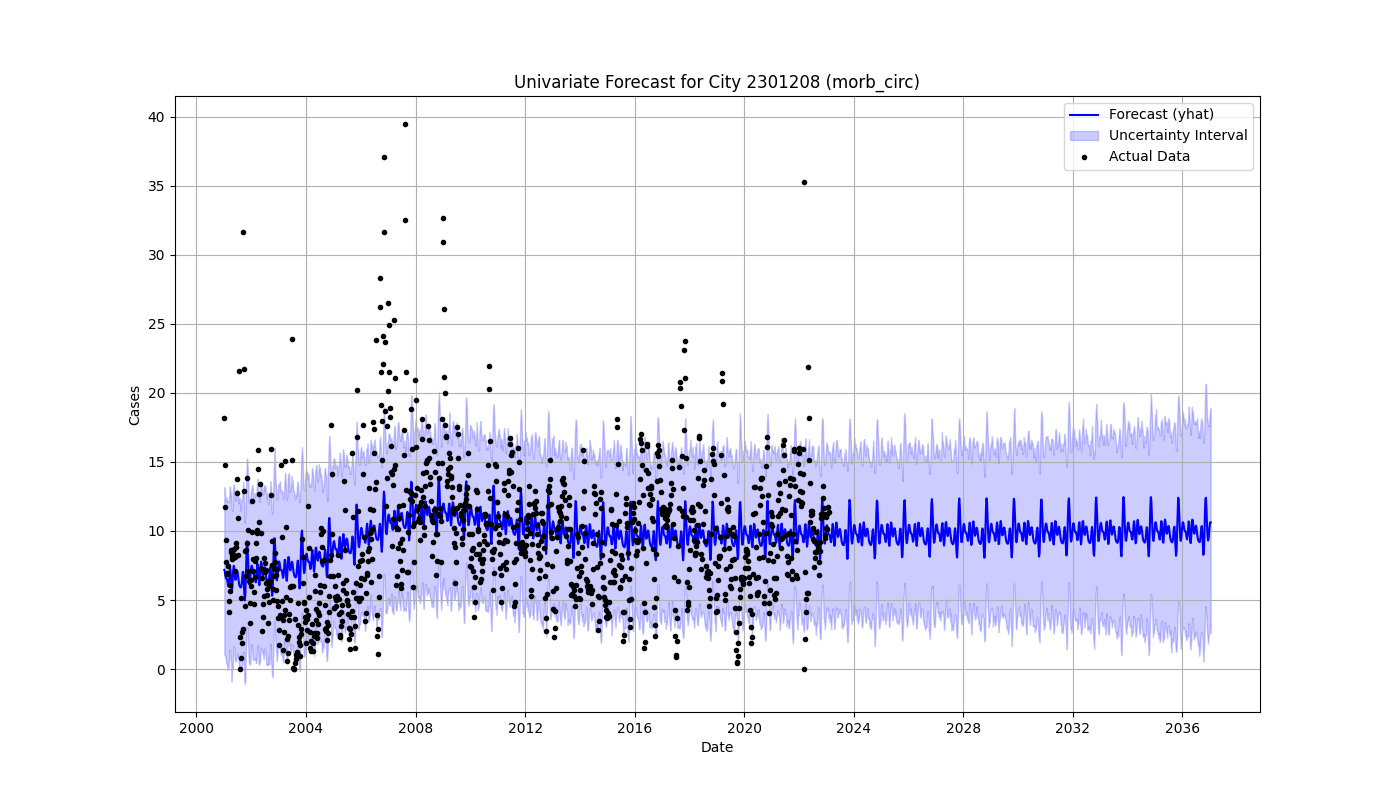 Univariate Forecast for City 2301208 (morb_circ)
Forecast (yhat)
Uncertainty Interval
Actual Data
40
35
30
25
20
15
10
5
0
Cases
2000 2004 2008 2012 2016 2020 2024 2028 2032 2036
Date